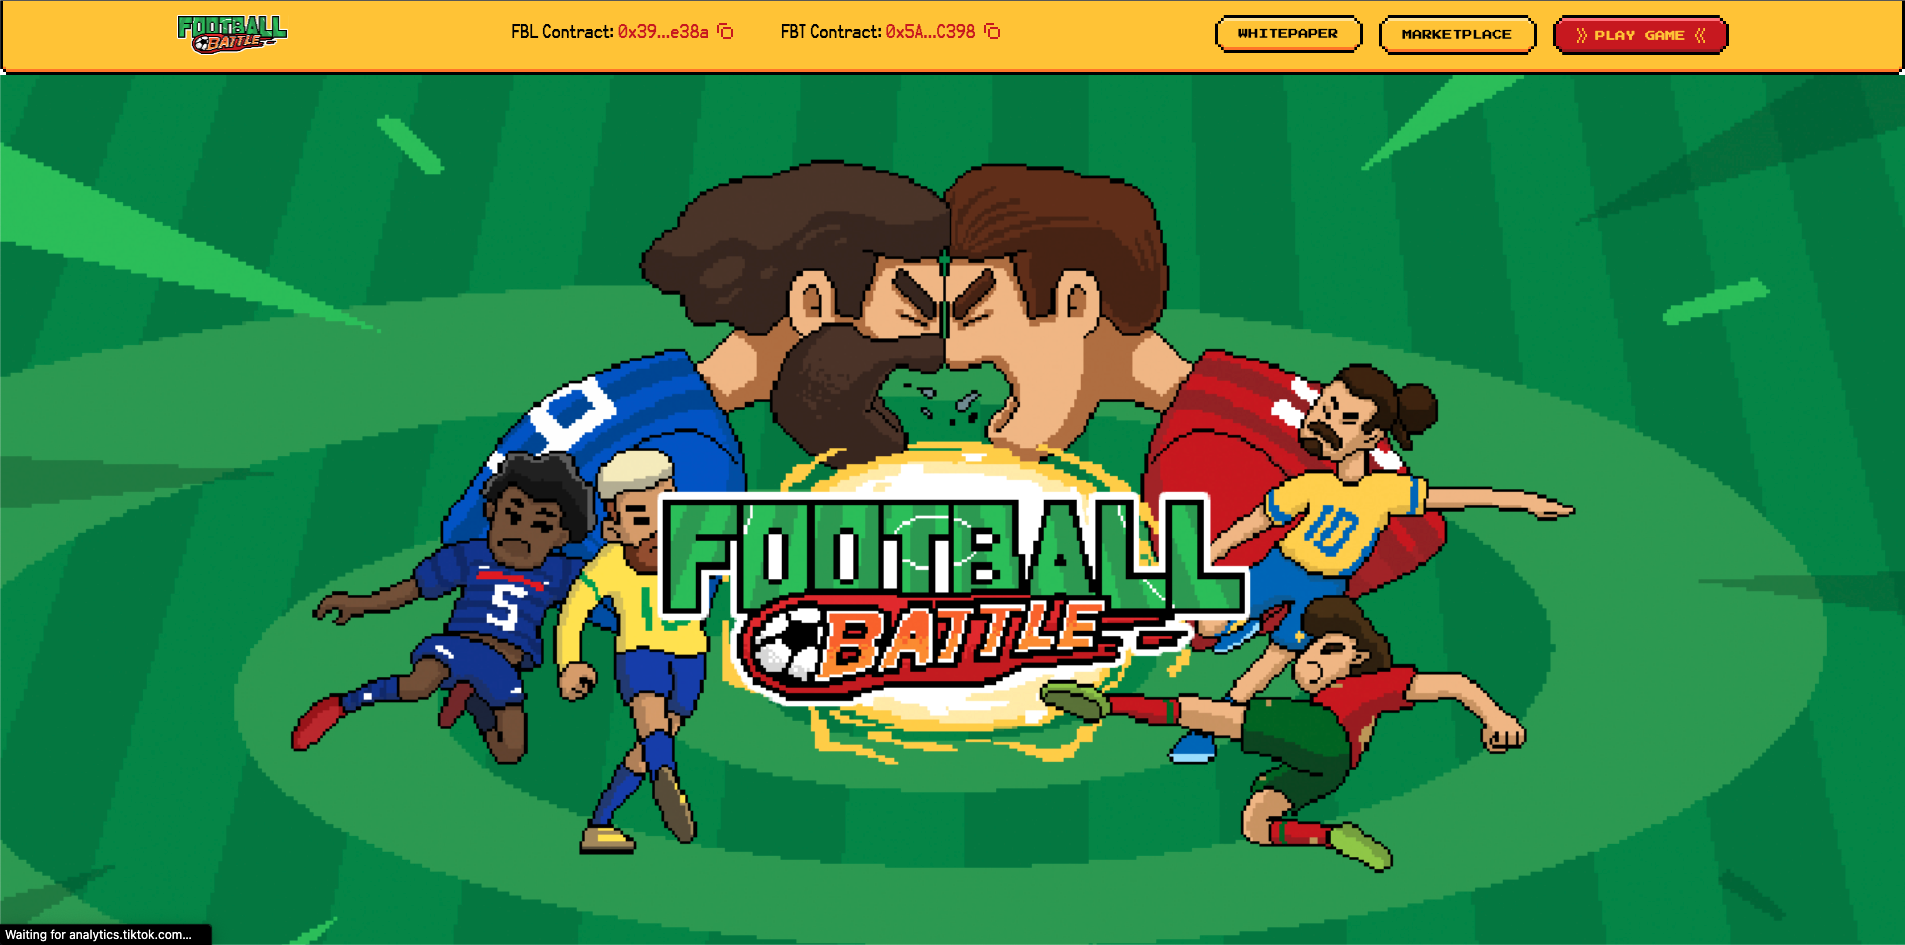 FOOTBALL
BATTLE
FBL Contract: 0x39...e38a
FBT Contract: 0x5A...C398
WHITEPAPER
MARKETPLACE
PLAY GAME
5
10
FOOTBALL
BATTLE
Waiting for analytics.tiktok.com...